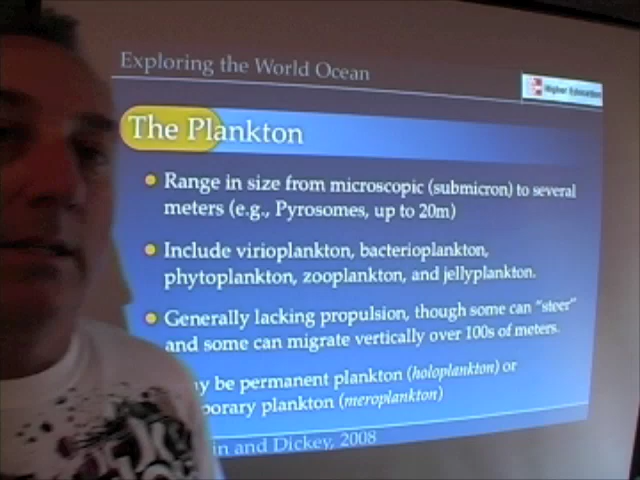 Exploring the World Ocean
Higher Education
The Plankton
Range in size from microscopic (submicron) to several
meters (e.g., Pyrosomes, up to 20m)
Include virioplankton, bacterioplankton,
phytoplankton, zooplankton, and jellyplankton.
Generally lacking propulsion, though some can "steer"
and some can migrate vertically over 100s of meters.
be permanent plankton (holoplankton) or
plankton (meroplankton)
and Dickey, 2008